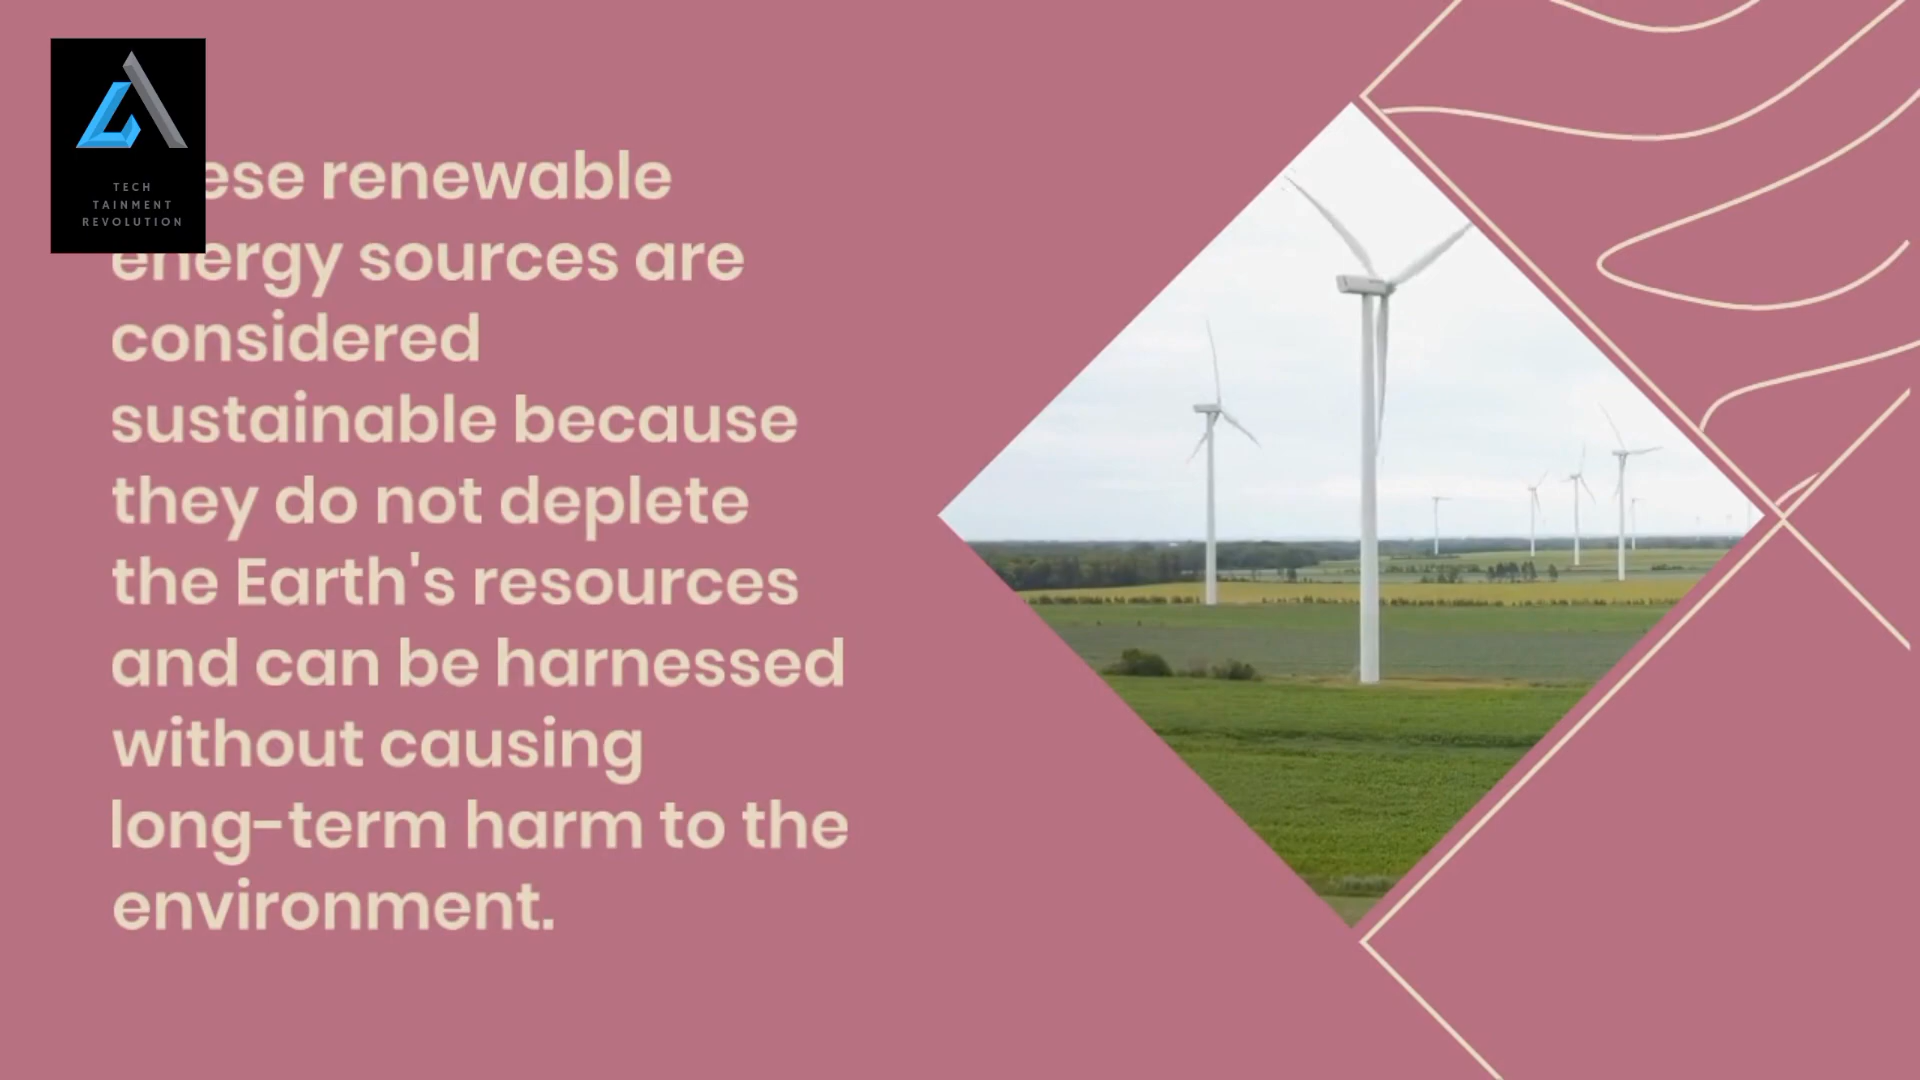 TECH
TAINMENT
REVOLUTION
ese renewable
energy sources are
considered
sustainable because
they do not deplete
the Earth's resources
and can be harnessed
without causing
long-term harm to the
environment.